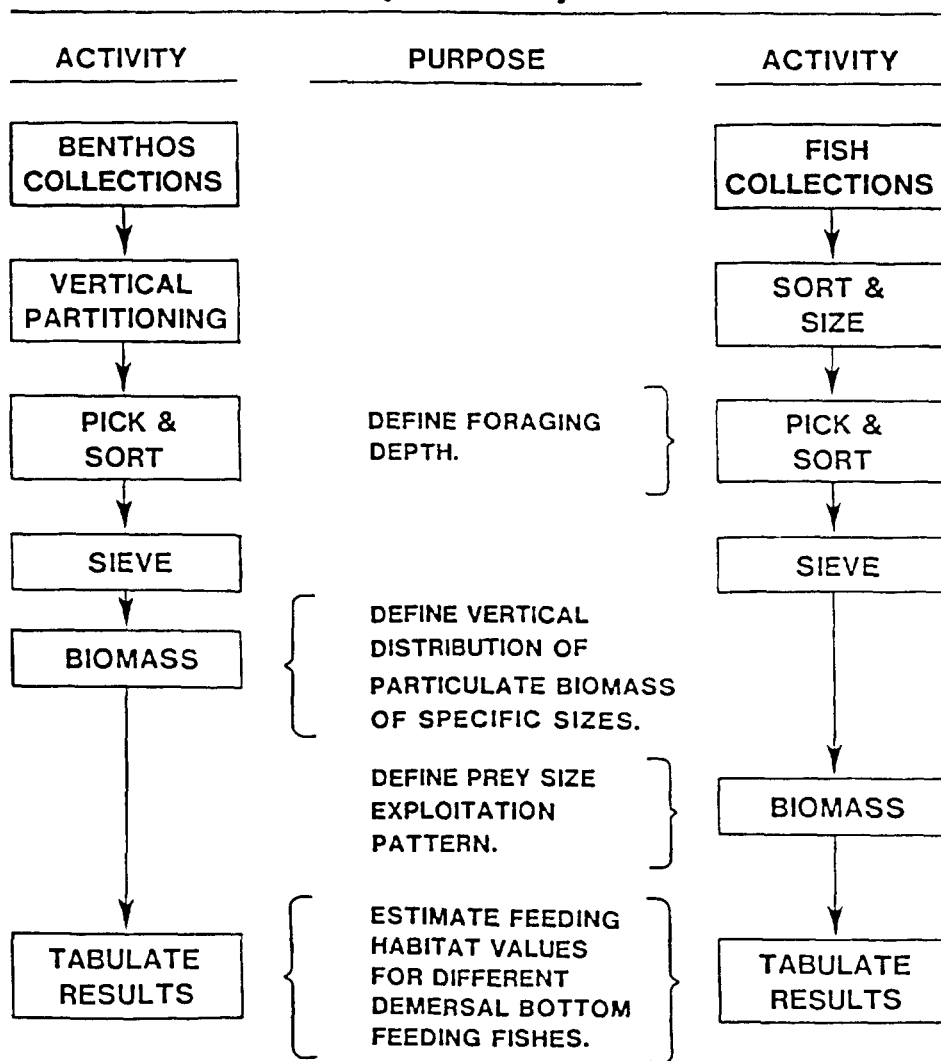 ACTIVITY
PURPOSE
ACTIVITY
BENTHOS
COLLECTIONS
VERTICAL
PARTITIONING
PICK &
SORT
SIEVE
BIOMASS
TABULATE
RESULTS
DEFINE FORAGING
DEPTH.
DEFINE VERTICAL
DISTRIBUTION OF
PARTICULATE BIOMASS
OF SPECIFIC SIZES.
DEFINE PREY SIZE
EXPLOITATION
PATTERN.
ESTIMATE FEEDING
HABITAT VALUES
FOR DIFFERENT
DEMERSAL BOTTOM
FEEDING FISHES.
FISH
COLLECTIONS
SORT &
SIZE
PICK &
SORT
SIEVE
BIOMASS
TABULATE
RESULTS